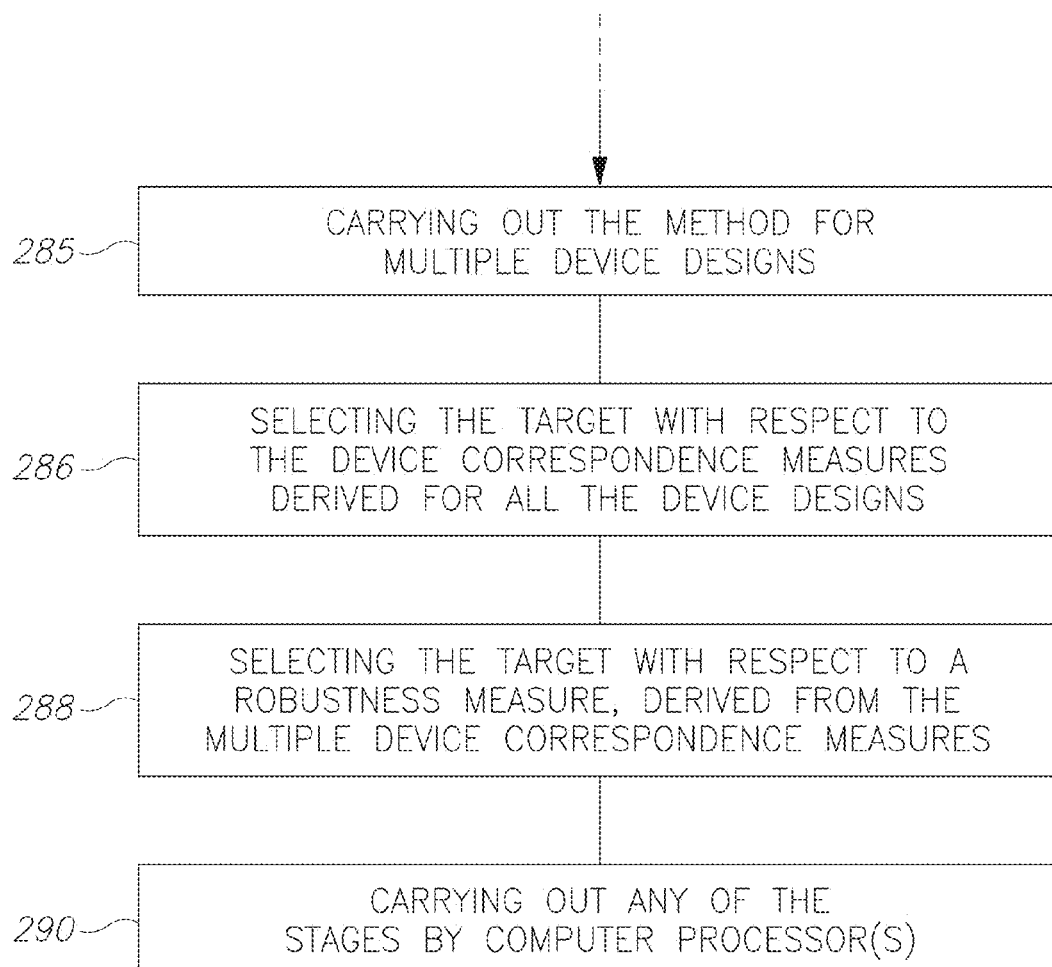 285
CARRYING OUT THE METHOD FOR
MULTIPLE DEVICE DESIGNS
286
SELECTING THE TARGET WITH RESPECT TO
THE DEVICE CORRESPONDENCE MEASURES
DERIVED FOR ALL THE DEVICE DESIGNS
288
SELECTING THE TARGET WITH RESPECT TO A
ROBUSTNESS MEASURE, DERIVED FROM THE
MULTIPLE DEVICE CORRESPONDENCE MEASURES
290
CARRYING OUT ANY OF THE
STAGES BY COMPUTER PROCESSOR(S)